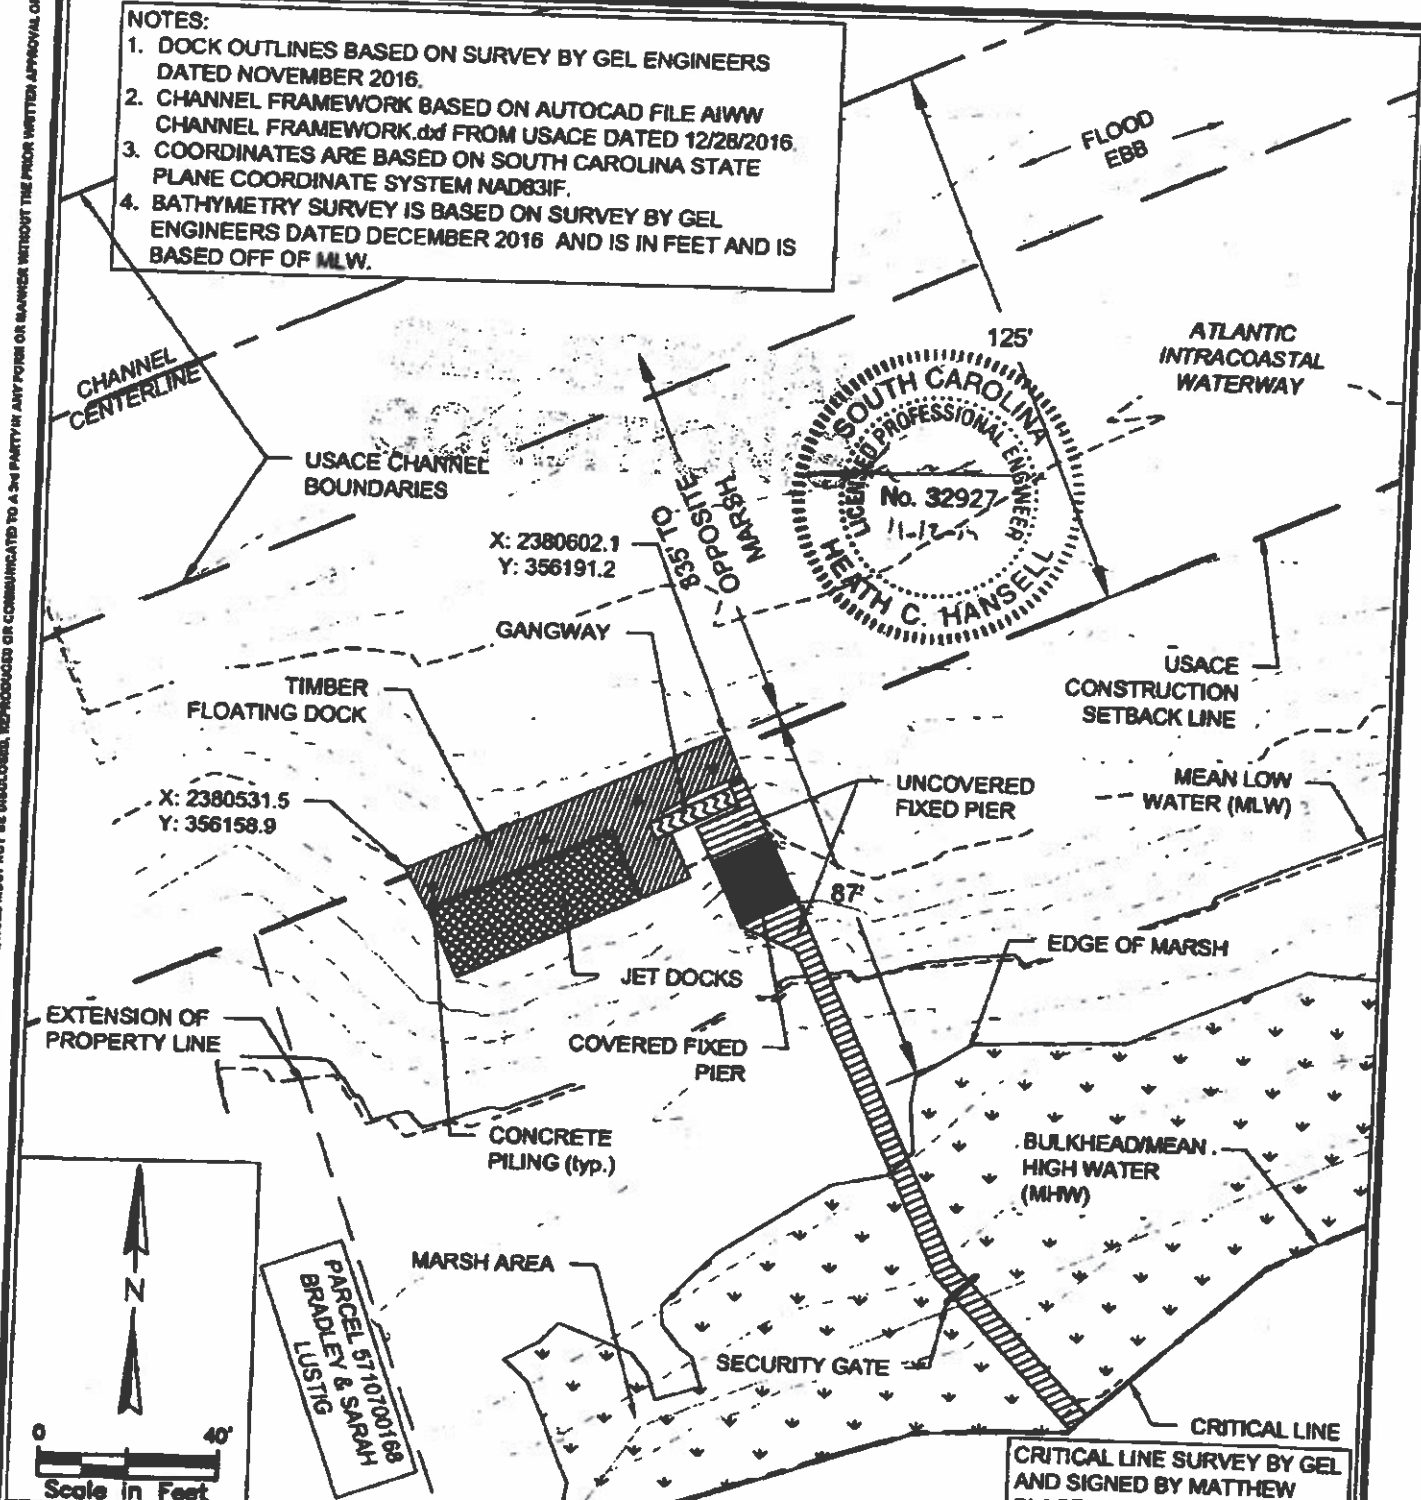 NOTES:
1. DOCK OUTLINES BASED ON SURVEY BY GEL ENGINEERS
DATED NOVEMBER 2016.
2. CHANNEL FRAMEWORK BASED ON AUTOCAD FILE AIWW
CHANNEL FRAMEWORK.dxf FROM USACE DATED 12/28/2016.
3. COORDINATES ARE BASED ON SOUTH CAROLINA STATE
PLANE COORDINATE SYSTEM NAD83IF.
4. BATHYMETRY SURVEY IS BASED ON SURVEY BY GEL
ENGINEERS DATED DECEMBER 2016 AND IS IN FEET AND IS
BASED OFF OF MLW.
FLOOD
EBB
125'
ATLANTIC
INTRACOASTAL
WATERWAY
CHANNEL
CENTERLINE
USACE CHANNEL
BOUNDARIES
835' TO
OPPOSITE
MARSH
SOUTH CAROLINA
LICENSED PROFESSIONAL ENGINEER
No. 32927
HEATH C. HANSELL
X: 2380602.1
Y: 356191.2
GANGWAY
TIMBER
FLOATING DOCK
USACE
CONSTRUCTION
SETBACK LINE
X: 2380531.5
Y: 356158.9
UNCOVERED
FIXED PIER
MEAN LOW
WATER (MLW)
87'
EDGE OF MARSH
JET DOCKS
EXTENSION OF
PROPERTY LINE
COVERED FIXED
PIER
CONCRETE
PILING (typ.)
BULKHEAD/MEAN
HIGH WATER
(MHW)
N
MARSH AREA
PARCEL 5710700168
BRADLEY & SARAH
LUSTIG
SECURITY GATE
CRITICAL LINE
0 40'
Scale in Feet
CRITICAL LINE SURVEY BY GEL
AND SIGNED BY MATTHEW